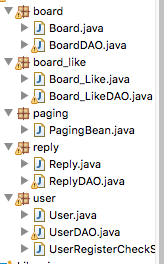 board
Board.java
BoardDAO.java
board_like
Board_Like.java
Board_LikeDAO.java
paging
PagingBean.java
reply
Reply.java
ReplyDAO.java
user
User.java
UserDAO.java
UserRegisterCheckS